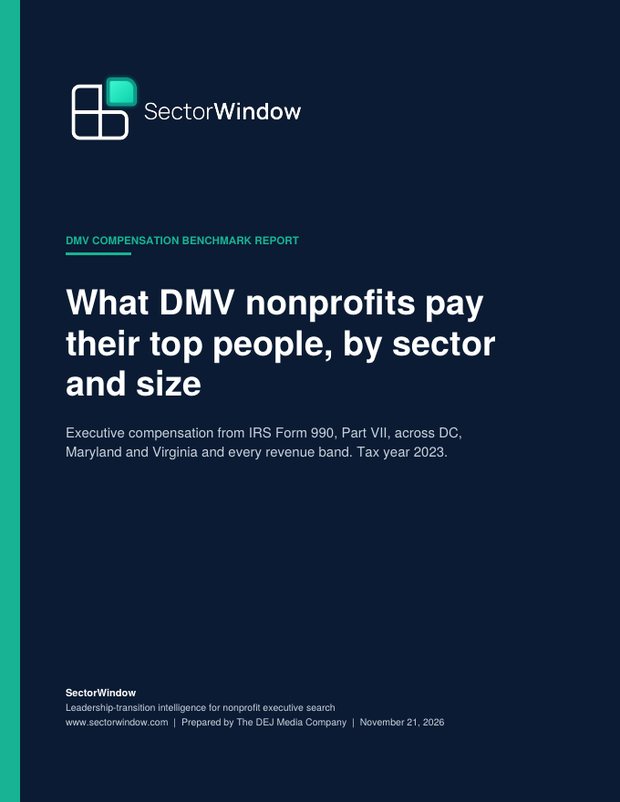 SectorWindow
DMV COMPENSATION BENCHMARK REPORT
What DMV nonprofits pay
their top people, by sector
and size
Executive compensation from IRS Form 990, Part VII, across DC,
Maryland and Virginia and every revenue band. Tax year 2023.
SectorWindow
Leadership-transition intelligence for nonprofit executive search
www.sectorwindow.com | Prepared by The DEJ Media Company | November 21, 2026